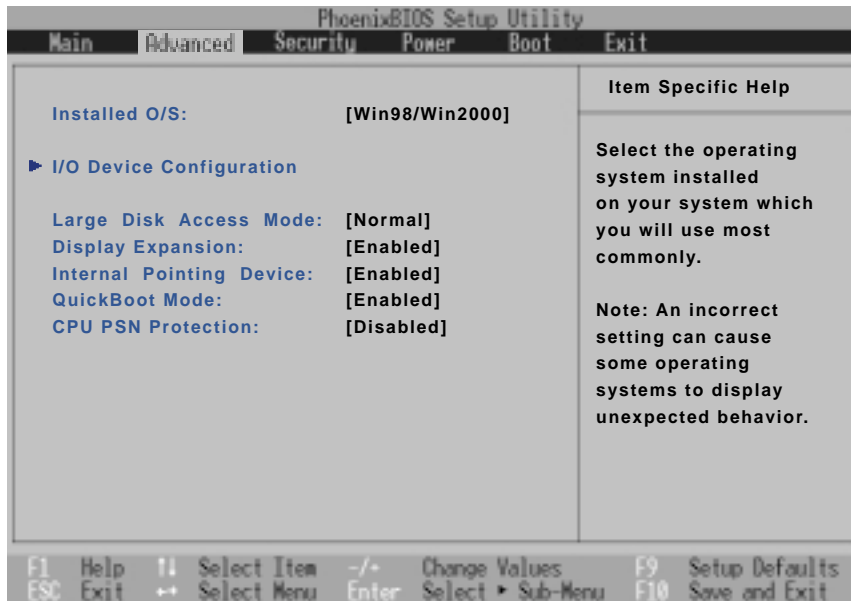 PhoenixBIOS Setup Utility
Main Advanced Security Power Boot Exit
Installed O/S: [Win98/Win2000]
I/O Device Configuration
Large Disk Access Mode: [Normal]
Display Expansion: [Enabled]
Internal Pointing Device: [Enabled]
QuickBoot Mode: [Enabled]
CPU PSN Protection: [Disabled]
Item Specific Help
Select the operating
system installed
on your system which
you will use most
commonly.
Note: An incorrect
setting can cause
some operating
systems to display
unexpected behavior.
F1 Help ↑↓ Select Item -/+ Change Values F9 Setup Defaults
ESC Exit ↔ Select Menu Enter Select ▸ Sub-Menu F10 Save and Exit